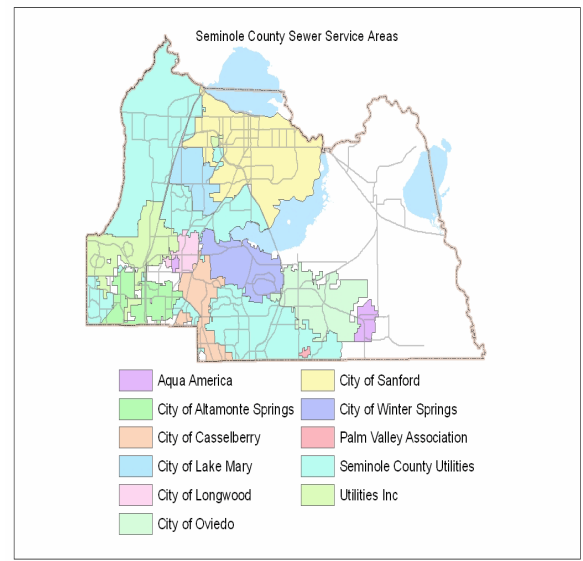 Seminole County Sewer Service Areas
Aqua America
City of Altamonte Springs
City of Casselberry
City of Lake Mary
City of Longwood
City of Oviedo
City of Sanford
City of Winter Springs
Palm Valley Association
Seminole County Utilities
Utilities Inc